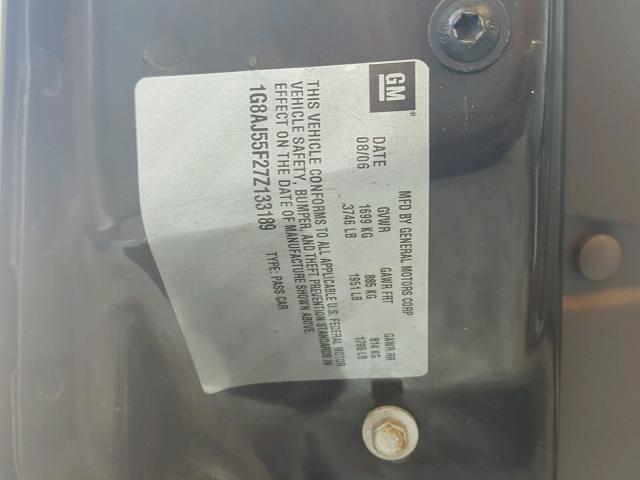 GM
MFD BY GENERAL MOTORS CORP
DATE GVWR GAWR FRT GAWR RR
08/06 1699 KG 885 KG 814 KG
3746 LB 1951 LB 1795 LB
THIS VEHICLE CONFORMS TO ALL APPLICABLE U.S. FEDERAL MOTOR
VEHICLE SAFETY, BUMPER, AND THEFT PREVENTION STANDARDS IN
EFFECT ON THE DATE OF MANUFACTURE SHOWN ABOVE.
1G8AJ55F27Z133189 TYPE: PASS CAR